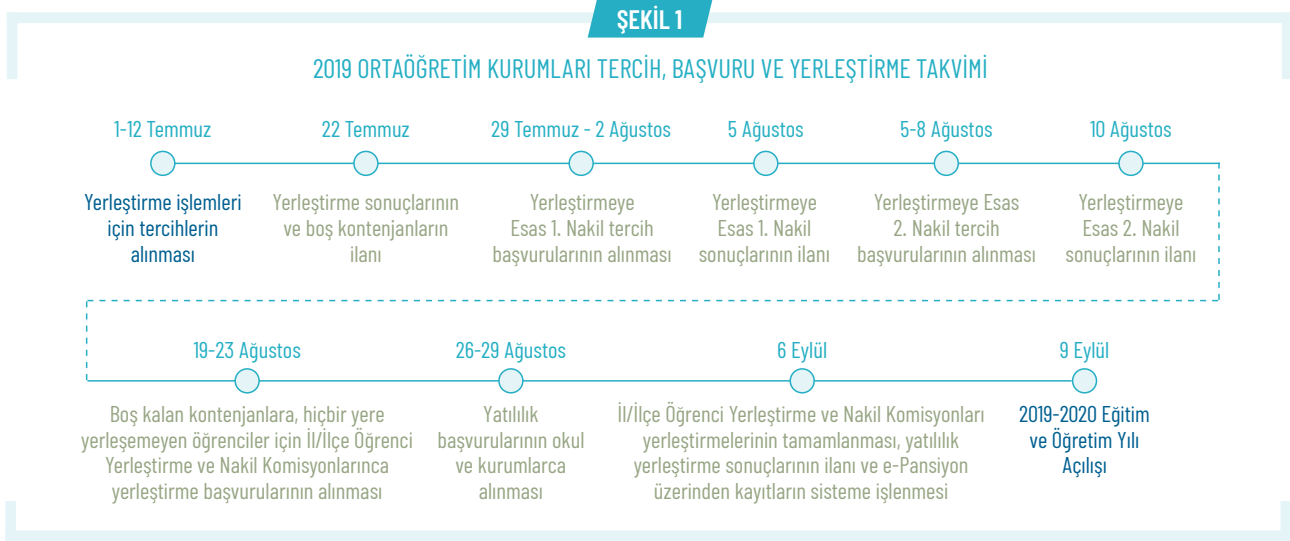 ŞEKİL 1
2019 ORTAÖĞRETİM KURUMLARI TERCİH, BAŞVURU VE YERLEŞTİRME TAKVİMİ
1-12 Temmuz
Yerleştirme işlemleri
için tercihlerin
alınması
22 Temmuz
Yerleştirme sonuçlarının
ve boş kontenjanların
ilanı
29 Temmuz - 2 Ağustos
Yerleştirmeye
Esas 1. Nakil tercih
başvurularının alınması
5 Ağustos
Yerleştirmeye
Esas 1. Nakil
sonuçlarının ilanı
5-8 Ağustos
Yerleştirmeye Esas
2. Nakil tercih
başvurularının alınması
10 Ağustos
Yerleştirmeye
Esas 2. Nakil
sonuçlarının ilanı
19-23 Ağustos
Boş kalan kontenjanlara, hiçbir yere
yerleşemeyen öğrenciler için İl/İlçe Öğrenci
Yerleştirme ve Nakil Komisyonlarınca
yerleştirme başvurularının alınması
26-29 Ağustos
Yatılılık
başvurularının okul
ve kurumlarca
alınması
6 Eylül
İl/İlçe Öğrenci Yerleştirme ve Nakil Komisyonları
yerleştirmelerinin tamamlanması, yatılılık
yerleştirme sonuçlarının ilanı ve e-Pansiyon
üzerinden kayıtların sisteme işlenmesi
9 Eylül
2019-2020 Eğitim
ve Öğretim Yılı
Açılışı